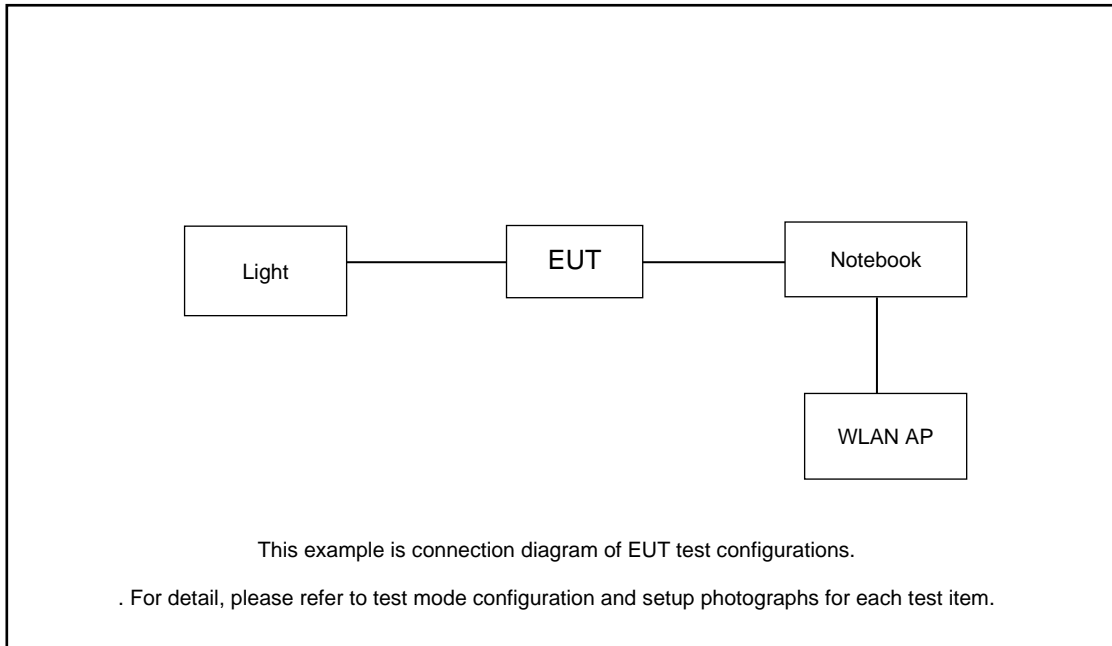 Light
EUT
Notebook
WLAN AP
This example is connection diagram of EUT test configurations.
. For detail, please refer to test mode configuration and setup photographs for each test item.